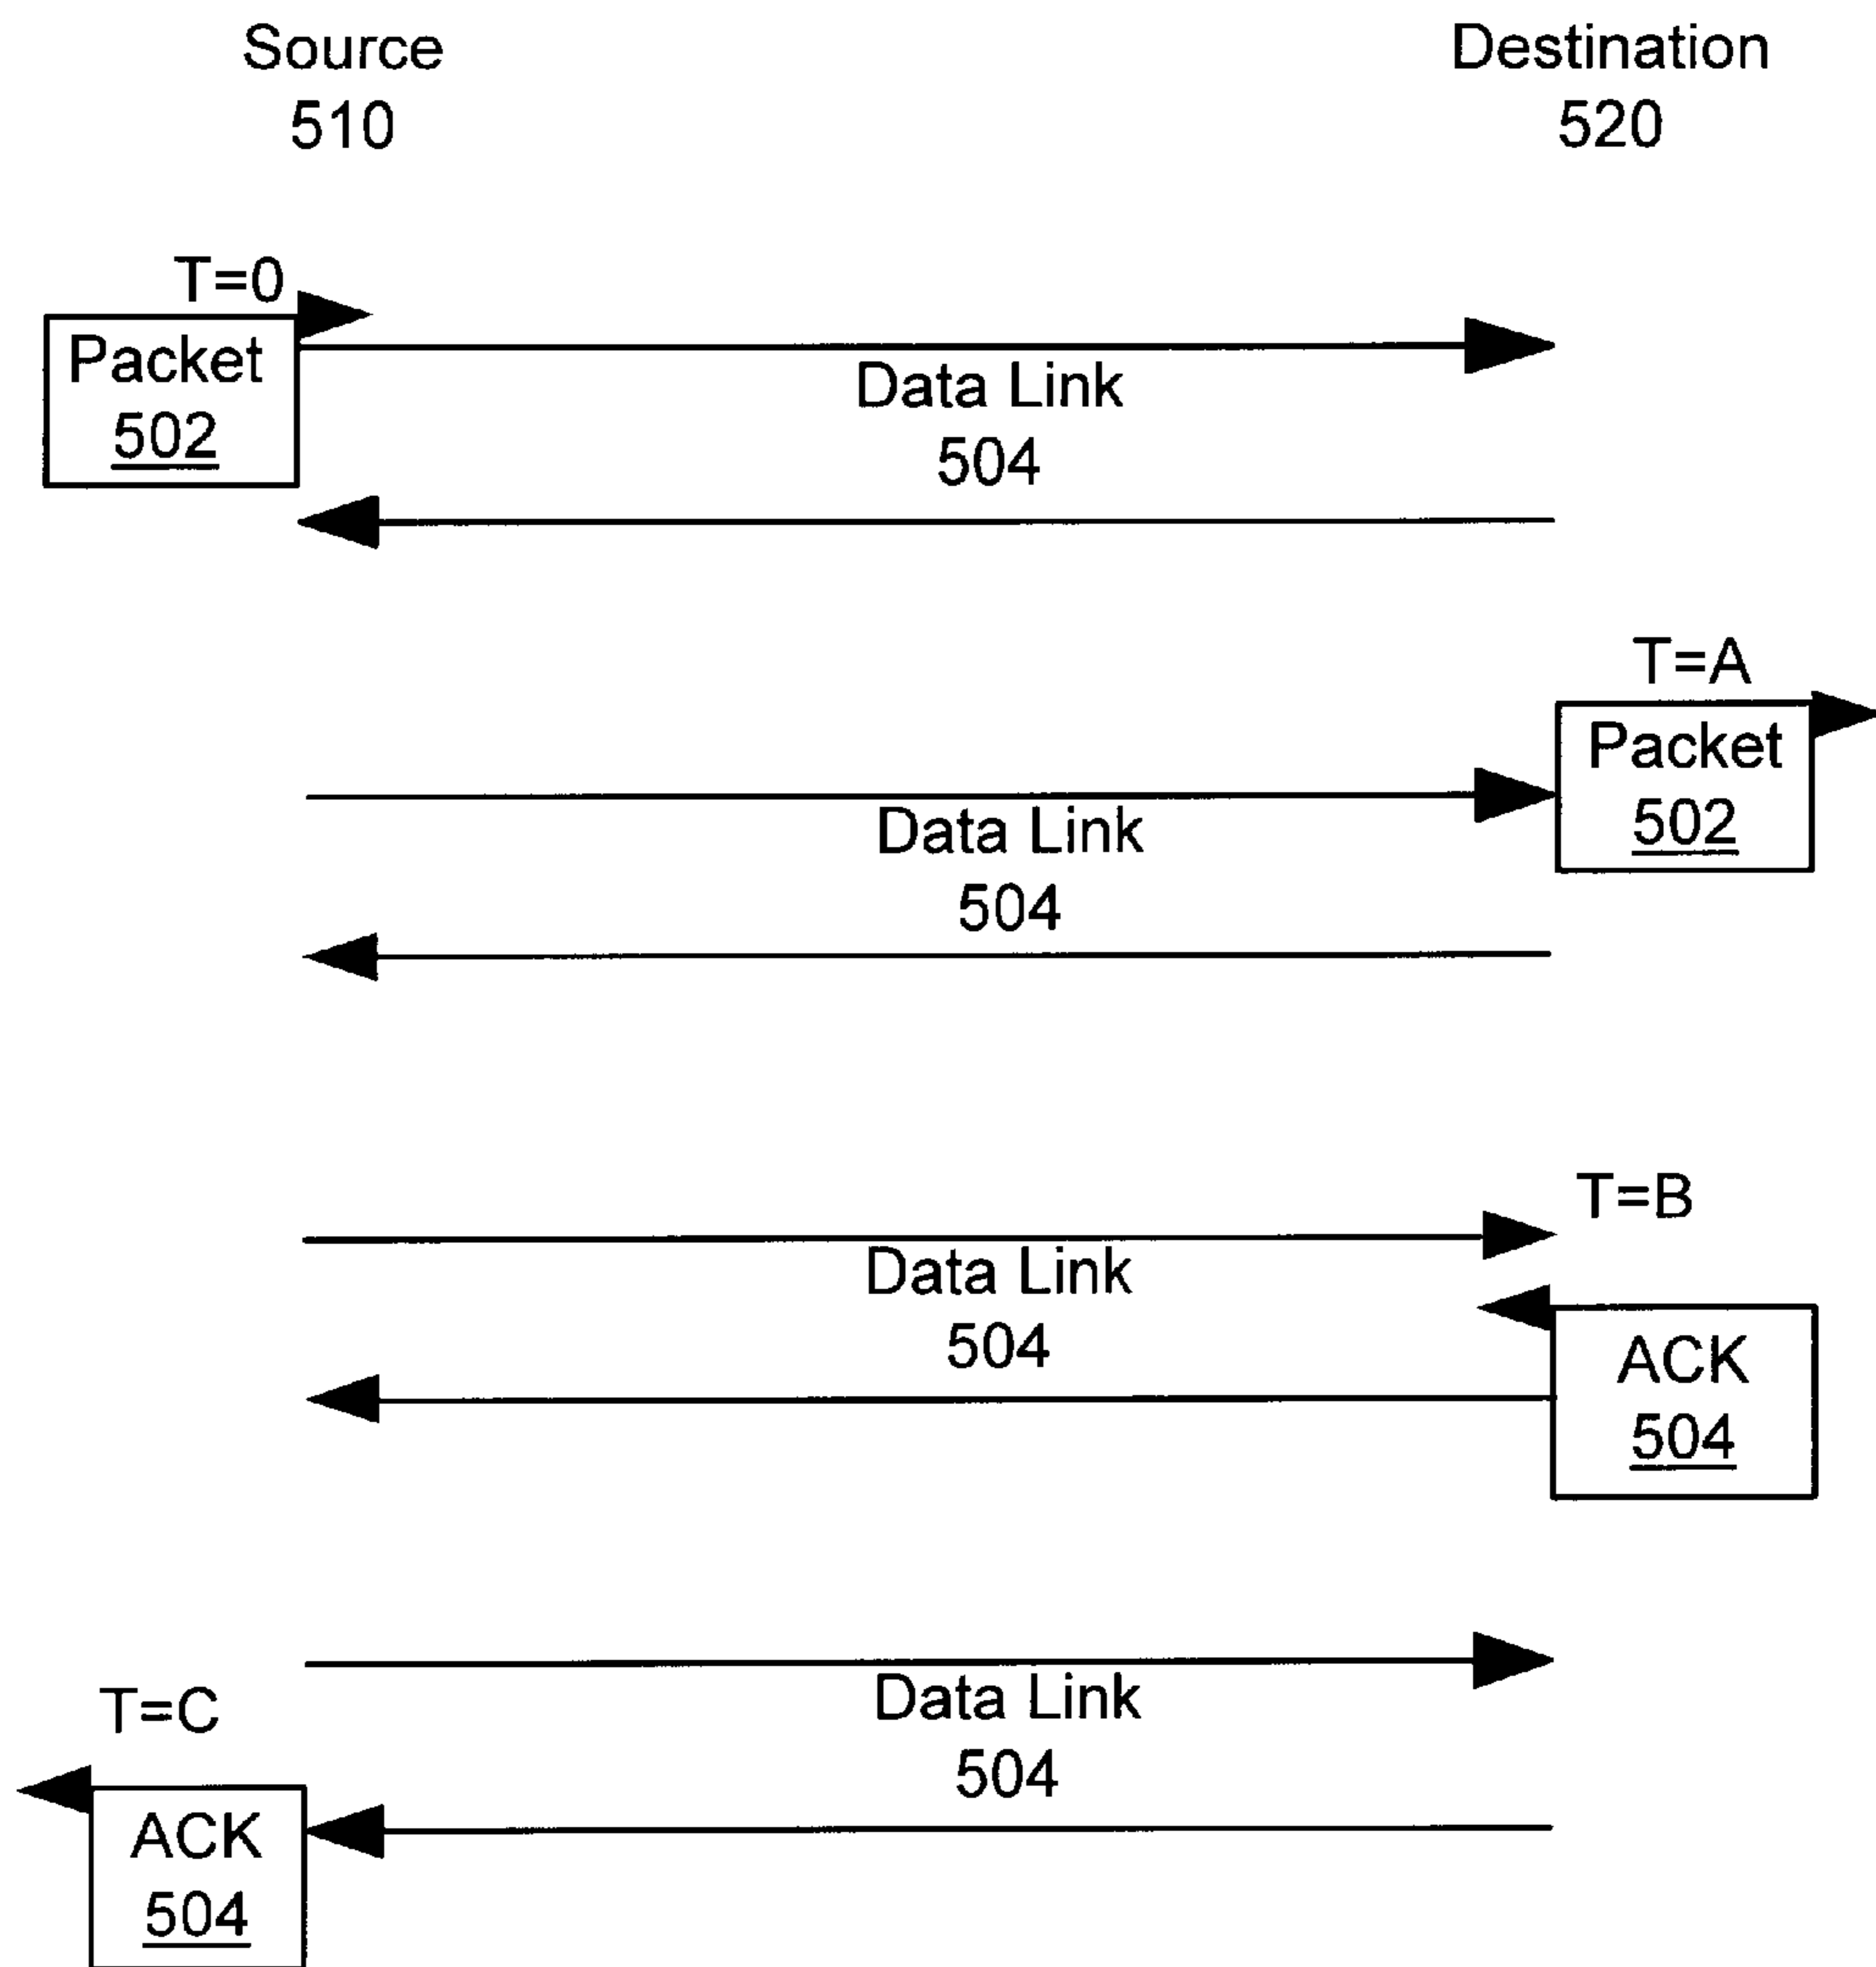 Source
510
Destination
520
T=0
Packet
502
Data Link
504
T=A
Packet
502
Data Link
504
T=B
Data Link
504
ACK
504
T=C
Data Link
504
ACK
504